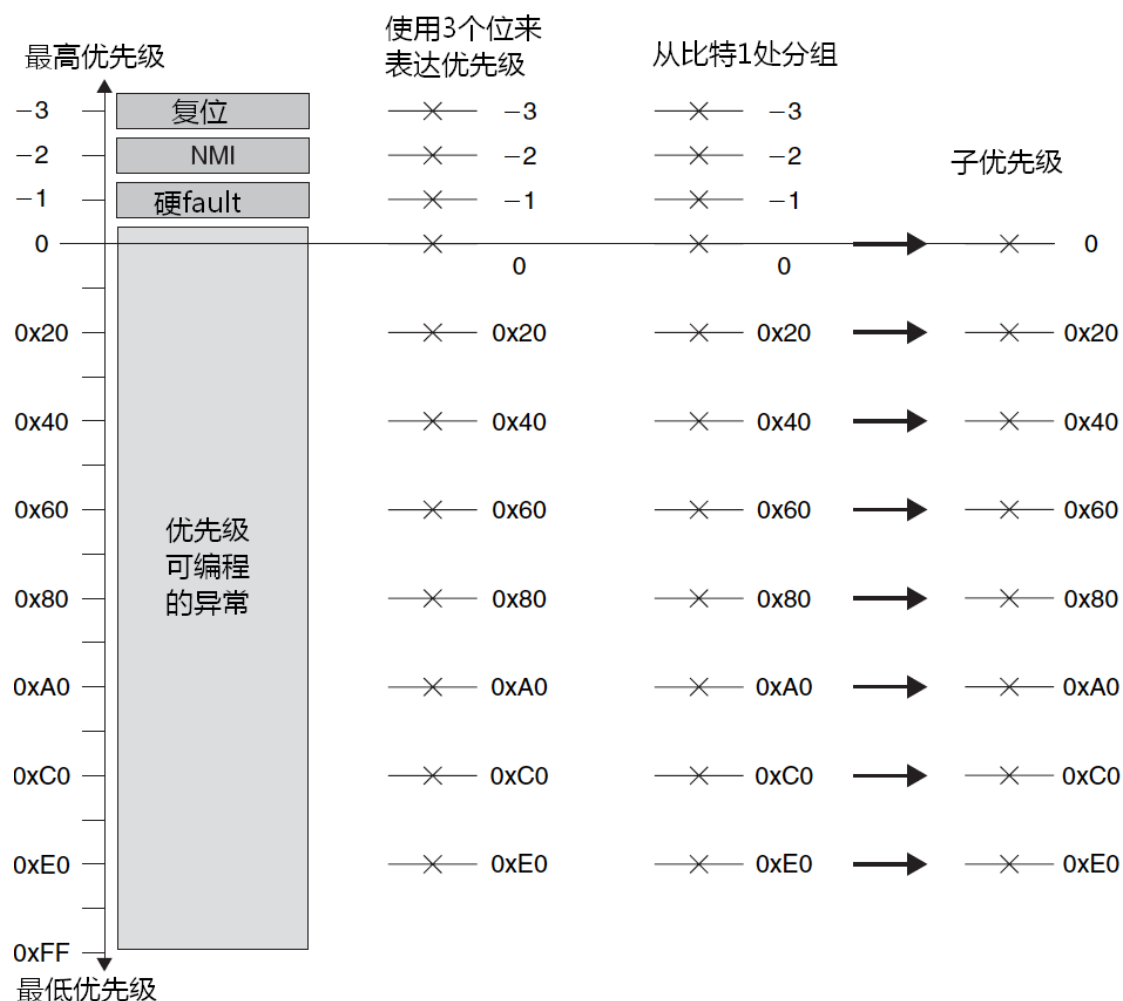 使用3个位来
表达优先级
从比特1处分组
最高优先级
子优先级
-3 复位 -3 -3
-2 NMI -2 -2
-1 硬fault -1 -1
0 0 0 0
0x20 0x20 0x20 0x20
0x40 0x40 0x40 0x40
0x60 0x60 0x60 0x60
优先级
可编程
的异常
0x80 0x80 0x80 0x80
0xA0 0xA0 0xA0 0xA0
0xC0 0xC0 0xC0 0xC0
0xE0 0xE0 0xE0 0xE0
0xFF
最低优先级